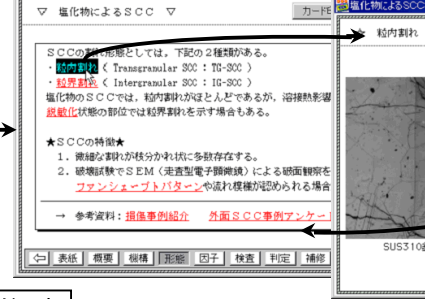 ▽ 塩化物によるSCC ▽
カードE
SCCの割れ形態としては、下記の2種類がある。
・粒内割れ ( Transgranular SCC : TG-SCC )
・粒界割れ ( Intergranular SCC : IG-SCC )
塩化物のSCCでは、粒内割れがほとんどであるが、溶接熱影響
鋭敏化状態の部位では粒界割れを示す場合もある。
★SCCの特徴★
1. 微細な割れが枝分かれ状に多数存在する。
2. 破壊試験でSEM (走査型電子顕微鏡) による破面観察を
ファンシェープトパターンや流れ模様が認められる場合
→ 参考資料:損傷事例紹介 外面SCC事例アンケート
表紙 概要 機構 形態 因子 検査 判定 補修
塩化物によるSCC
☆ 粒内割れ
SUS310